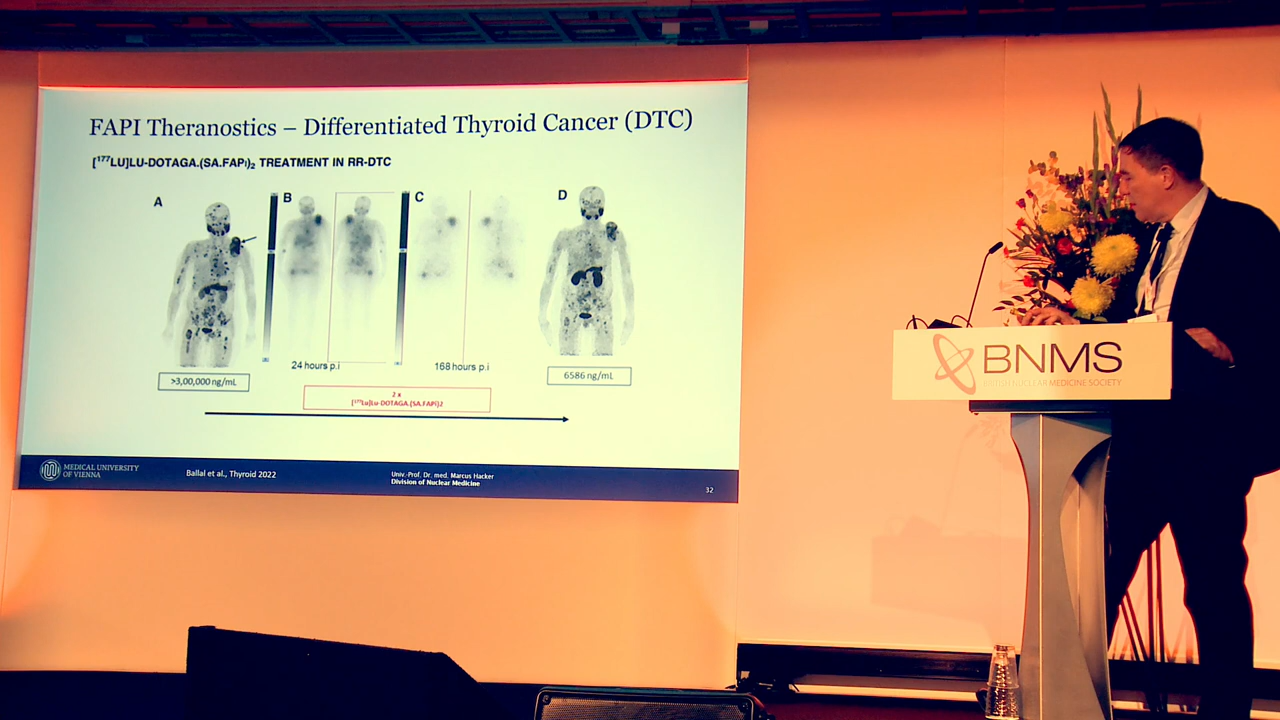 FAPI Theranostics – Differentiated Thyroid Cancer (DTC)
[¹⁷⁷LU]LU-DOTAGA.(SA.FAPi)₂ TREATMENT IN RR-DTC
A
B
C
D
24 hours p.i
168 hours p.i
>3,00,000 ng/mL
6586 ng/mL
2 x
[¹⁷⁷Lu]Lu-DOTAGA.(SA.FAPi)2
MEDICAL UNIVERSITY
OF VIENNA
Ballal et al., Thyroid 2022
Univ.-Prof. Dr. med. Marcus Hacker
Division of Nuclear Medicine
32
BNMS
BRITISH NUCLEAR MEDICINE SOCIETY